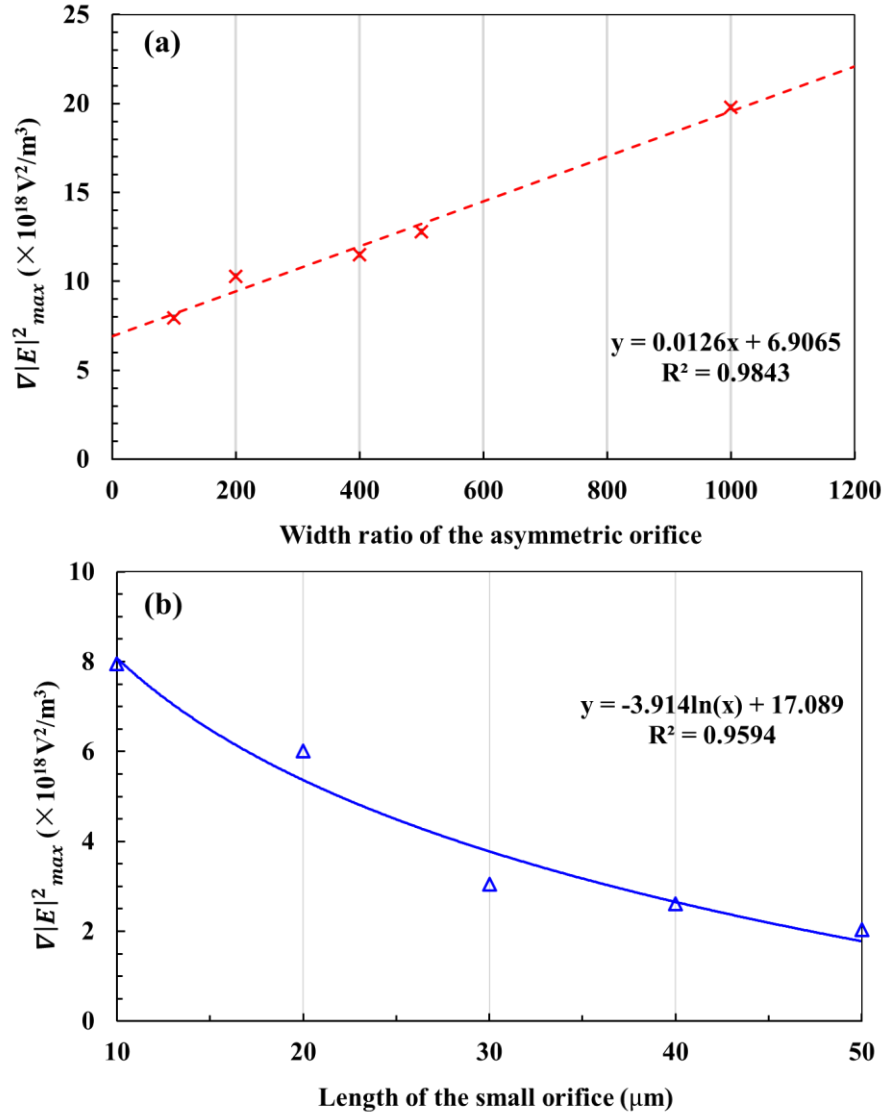 25
(a)
20
15
10
5
0
∇|E|²max (×10¹⁸V²/m³)
y = 0.0126x + 6.9065
R² = 0.9843
0 200 400 600 800 1000 1200
Width ratio of the asymmetric orifice
10
(b)
8
6
4
2
0
∇|E|²max (×10¹⁸V²/m³)
y = -3.914ln(x) + 17.089
R² = 0.9594
10 20 30 40 50
Length of the small orifice (μm)